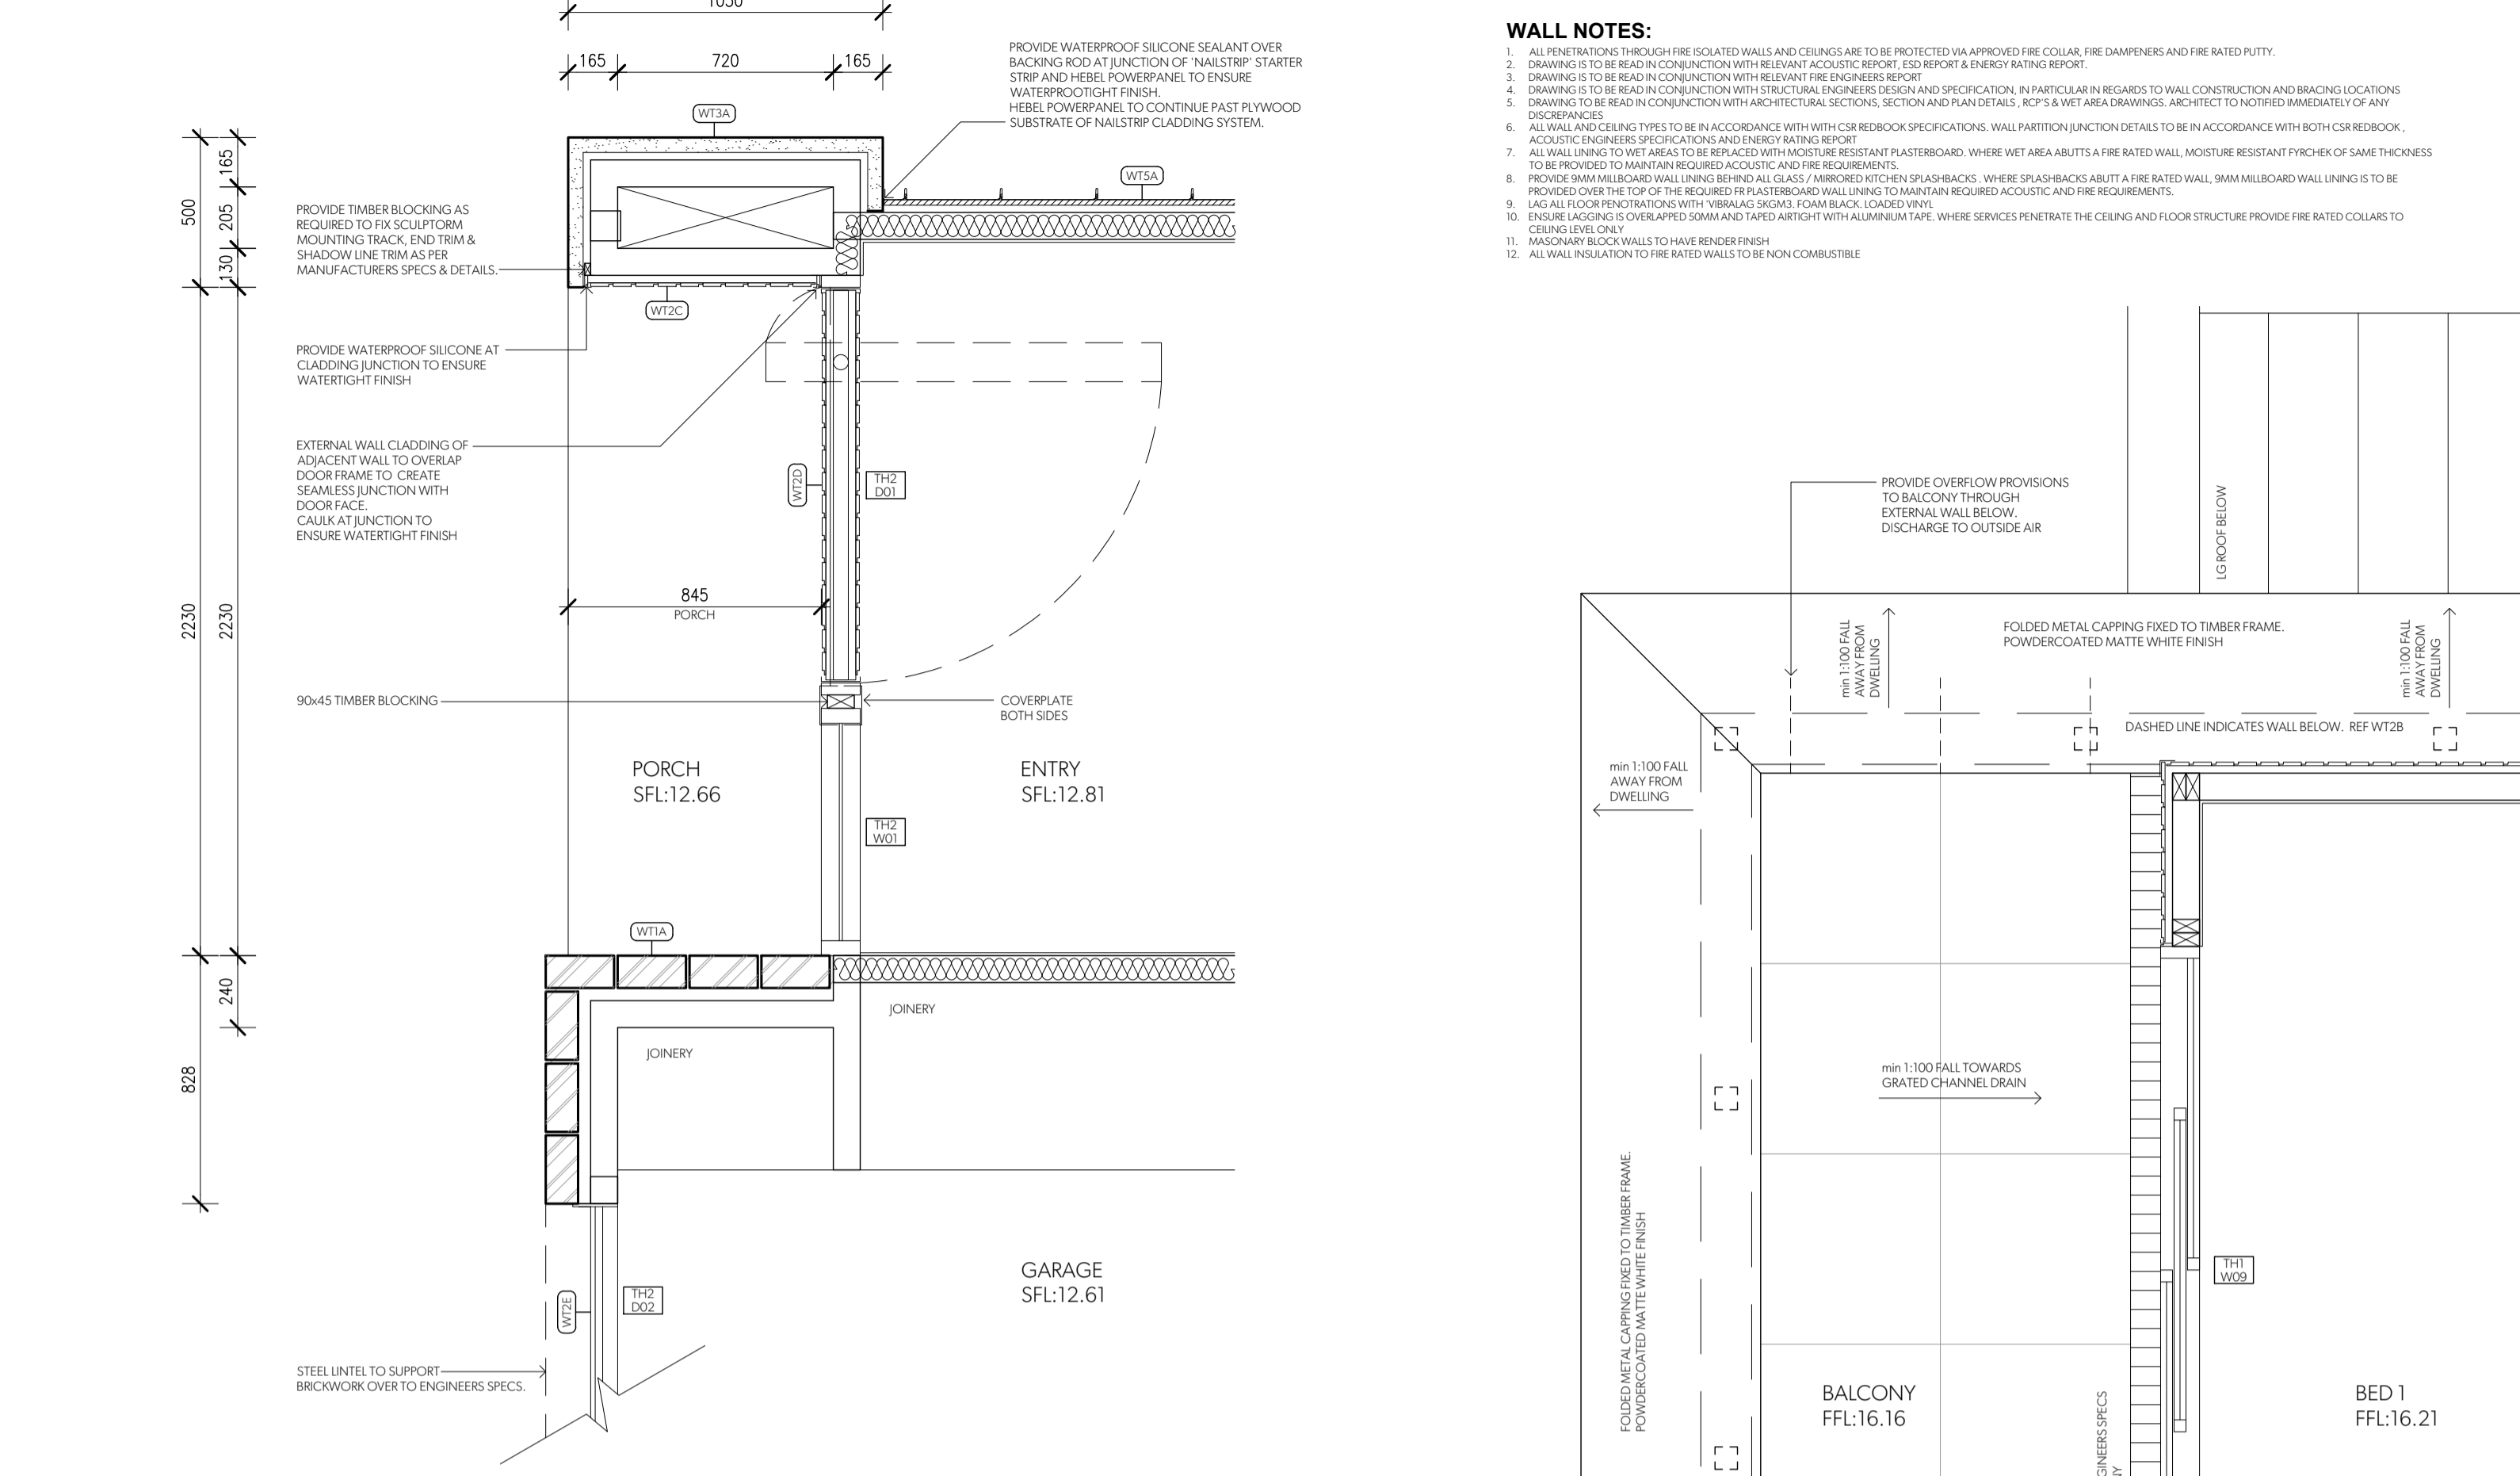 1050
165
720
165
PROVIDE WATERPROOF SILICONE SEALANT OVER
BACKING ROD AT JUNCTION OF 'NAILSTRIP' STARTER
STRIP AND HEBEL POWERPANEL TO ENSURE
WATERPROOTIGHT FINISH.
HEBEL POWERPANEL TO CONTINUE PAST PLYWOOD
SUBSTRATE OF NAILSTRIP CLADDING SYSTEM.
WT3A
WT5A
500
165
205
130
PROVIDE TIMBER BLOCKING AS
REQUIRED TO FIX SCULPTORM
MOUNTING TRACK, END TRIM &
SHADOW LINE TRIM AS PER
MANUFACTURERS SPECS & DETAILS.
WT2C
PROVIDE WATERPROOF SILICONE AT
CLADDING JUNCTION TO ENSURE
WATERTIGHT FINISH
EXTERNAL WALL CLADDING OF
ADJACENT WALL TO OVERLAP
DOOR FRAME TO CREATE
SEAMLESS JUNCTION WITH
DOOR FACE.
CAULK AT JUNCTION TO
ENSURE WATERTIGHT FINISH
WT2D
TH2
D01
2230
2230
845
PORCH
90x45 TIMBER BLOCKING
COVERPLATE
BOTH SIDES
PORCH
SFL:12.66
ENTRY
SFL:12.81
TH2
W01
WT1A
240
828
JOINERY
JOINERY
GARAGE
SFL:12.61
WT2E
TH2
D02
STEEL LINTEL TO SUPPORT
BRICKWORK OVER TO ENGINEERS SPECS.
WALL NOTES:
1. ALL PENETRATIONS THROUGH FIRE ISOLATED WALLS AND CEILINGS ARE TO BE PROTECTED VIA APPROVED FIRE COLLAR, FIRE DAMPENERS AND FIRE RATED PUTTY.
2. DRAWING IS TO BE READ IN CONJUNCTION WITH RELEVANT ACOUSTIC REPORT, ESD REPORT & ENERGY RATING REPORT.
3. DRAWING IS TO BE READ IN CONJUNCTION WITH RELEVANT FIRE ENGINEERS REPORT
4. DRAWING IS TO BE READ IN CONJUNCTION WITH STRUCTURAL ENGINEERS DESIGN AND SPECIFICATION, IN PARTICULAR IN REGARDS TO WALL CONSTRUCTION AND BRACING LOCATIONS
5. DRAWING TO BE READ IN CONJUNCTION WITH ARCHITECTURAL SECTIONS, SECTION AND PLAN DETAILS , RCP'S & WET AREA DRAWINGS. ARCHITECT TO NOTIFIED IMMEDIATELY OF ANY
DISCREPANCIES
6. ALL WALL AND CEILING TYPES TO BE IN ACCORDANCE WITH WITH CSR REDBOOK SPECIFICATIONS. WALL PARTITION JUNCTION DETAILS TO BE IN ACCORDANCE WITH BOTH CSR REDBOOK ,
ACOUSTIC ENGINEERS SPECIFICATIONS AND ENERGY RATING REPORT
7. ALL WALL LINING TO WET AREAS TO BE REPLACED WITH MOISTURE RESISTANT PLASTERBOARD. WHERE WET AREA ABUTTS A FIRE RATED WALL, MOISTURE RESISTANT FYRCHEK OF SAME THICKNESS
TO BE PROVIDED TO MAINTAIN REQUIRED ACOUSTIC AND FIRE REQUIREMENTS.
8. PROVIDE 9MM MILLBOARD WALL LINING BEHIND ALL GLASS / MIRRORED KITCHEN SPLASHBACKS . WHERE SPLASHBACKS ABUTT A FIRE RATED WALL, 9MM MILLBOARD WALL LINING IS TO BE
PROVIDED OVER THE TOP OF THE REQUIRED FR PLASTERBOARD WALL LINING TO MAINTAIN REQUIRED ACOUSTIC AND FIRE REQUIREMENTS.
9. LAG ALL FLOOR PENOTRATIONS WITH 'VIBRALAG 5KGM3. FOAM BLACK. LOADED VINYL
10. ENSURE LAGGING IS OVERLAPPED 50MM AND TAPED AIRTIGHT WITH ALUMINIUM TAPE. WHERE SERVICES PENETRATE THE CEILING AND FLOOR STRUCTURE PROVIDE FIRE RATED COLLARS TO
CEILING LEVEL ONLY
11. MASONARY BLOCK WALLS TO HAVE RENDER FINISH
12. ALL WALL INSULATION TO FIRE RATED WALLS TO BE NON COMBUSTIBLE
PROVIDE OVERFLOW PROVISIONS
TO BALCONY THROUGH
EXTERNAL WALL BELOW.
DISCHARGE TO OUTSIDE AIR
LG ROOF BELOW
min 1:100 FALL
AWAY FROM
DWELLING
FOLDED METAL CAPPING FIXED TO TIMBER FRAME.
POWDERCOATED MATTE WHITE FINISH
min 1:100 FALL
AWAY FROM
DWELLING
DASHED LINE INDICATES WALL BELOW. REF WT2B
min 1:100 FALL
AWAY FROM
DWELLING
min 1:100 FALL TOWARDS
GRATED CHANNEL DRAIN
FOLDED METAL CAPPING FIXED TO TIMBER FRAME.
POWDERCOATED MATTE WHITE FINISH
TH1
W09
BALCONY
FFL:16.16
BED 1
FFL:16.21
SPECS